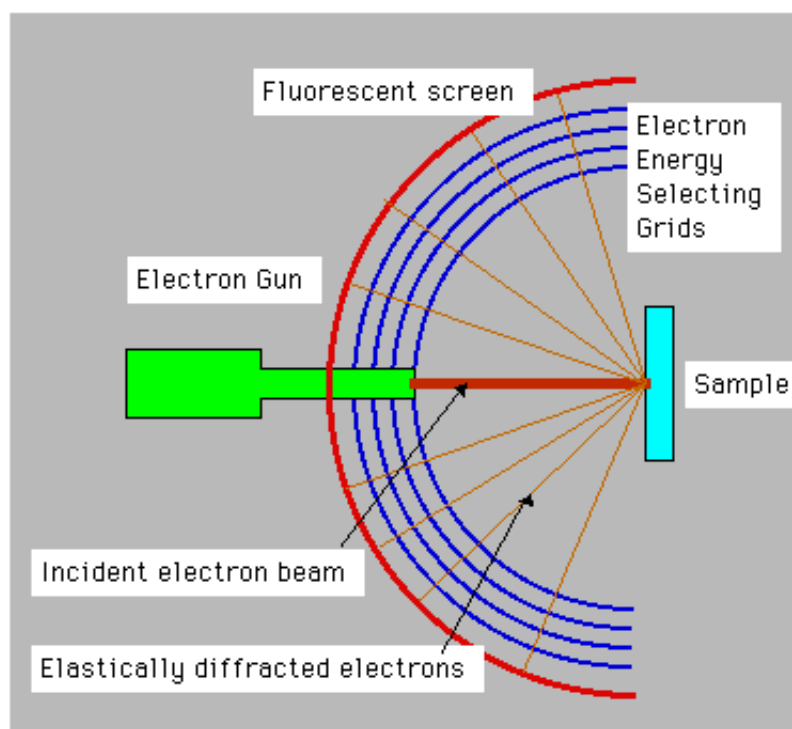 Fluorescent screen
Electron
Energy
Selecting
Grids
Electron Gun
Sample
Incident electron beam
Elastically diffracted electrons